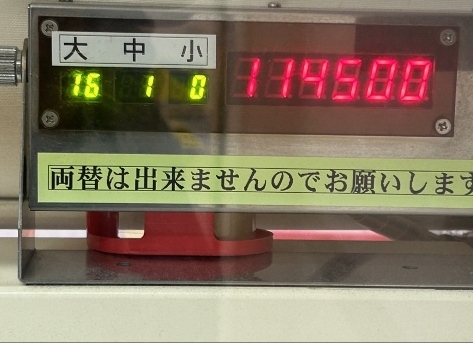 大 中 小
16 1 0 114500
両替は出来ませんのでお願いします